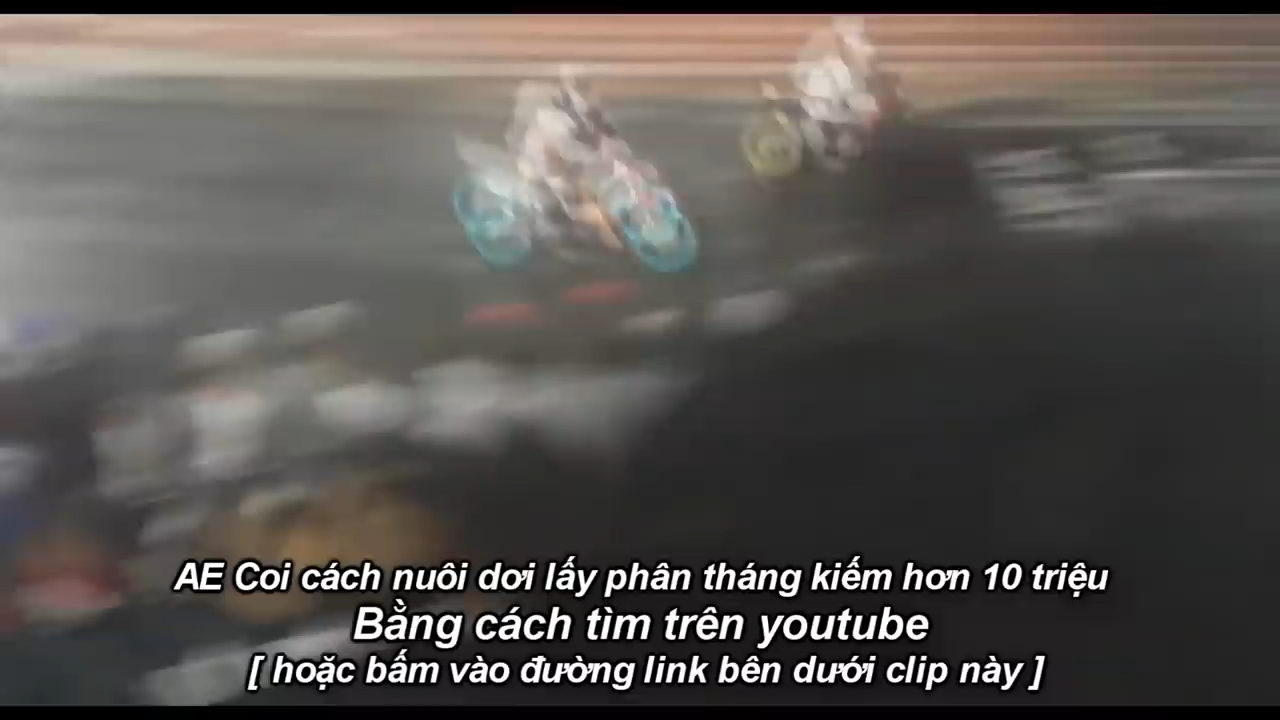 AE Coi cách nuôi dơi lấy phân tháng kiếm hơn 10 triệu
Bằng cách tìm trên youtube
[ hoặc bấm vào đường link bên dưới clip này ]